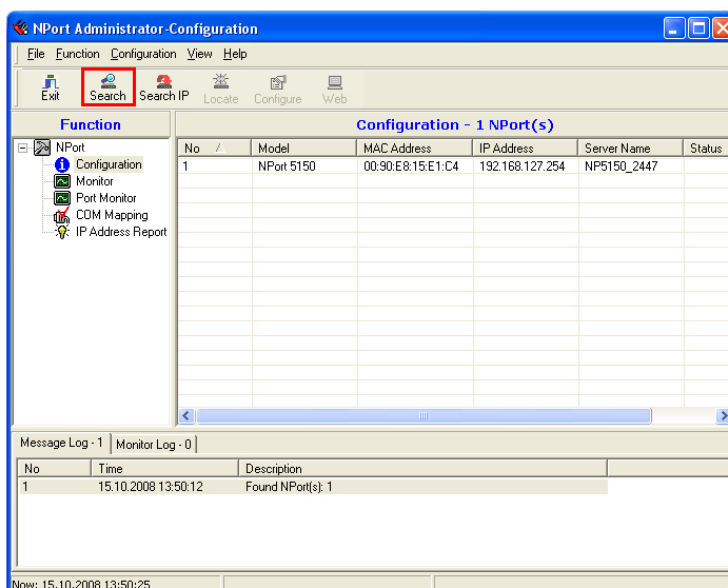 NPort Administrator-Configuration
File Function Configuration View Help
Exit Search Search IP Locate Configure Web
Function
Configuration - 1 NPort(s)
NPort
Configuration
Monitor
Port Monitor
COM Mapping
IP Address Report
No Model MAC Address IP Address Server Name Status
1 NPort 5150 00:90:E8:15:E1:C4 192.168.127.254 NP5150_2447
Message Log - 1 Monitor Log - 0
No Time Description
1 15.10.2008 13:50:12 Found NPort(s): 1
Now: 15.10.2008 13:50:25